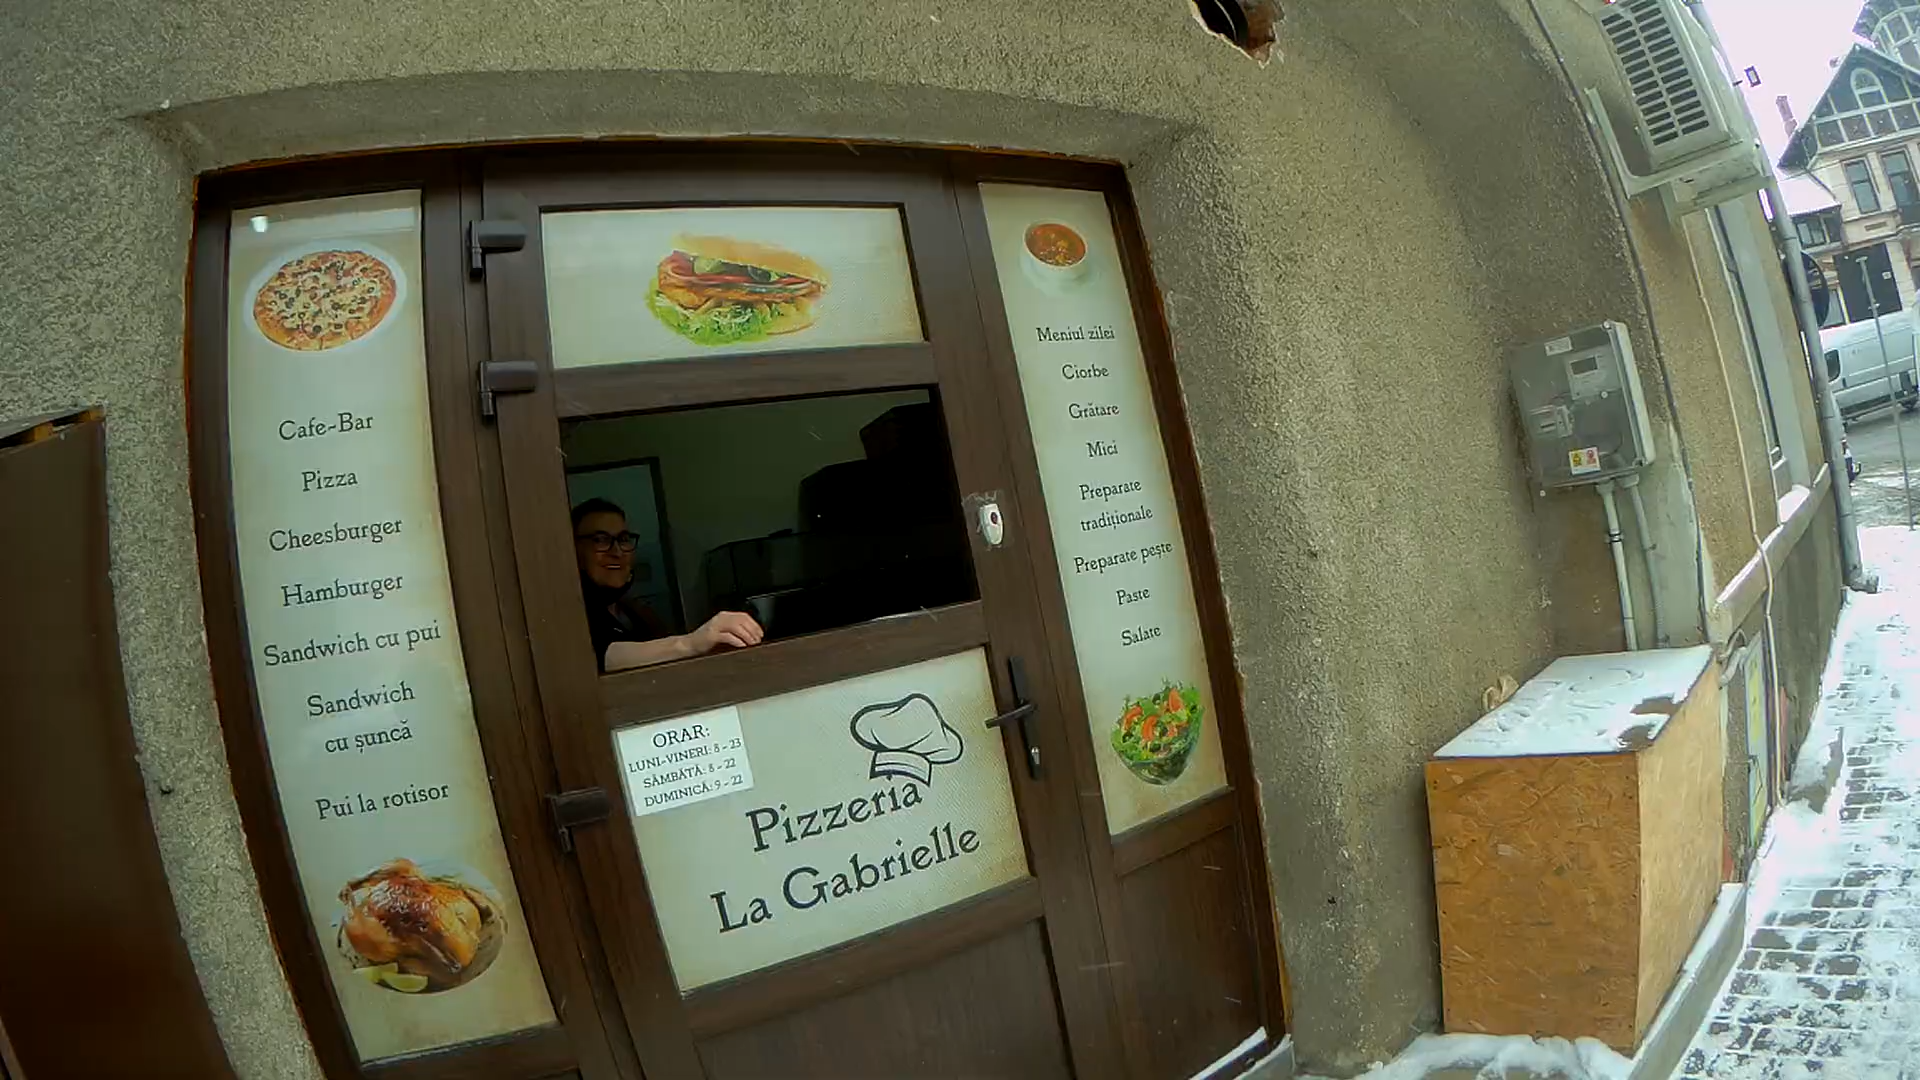 Cafe-Bar
Pizza
Cheesburger
Hamburger
Sandwich cu pui
Sandwich
cu șuncă
Pui la rotisor
ORAR:
LUNI-VINERI: 8 - 23
SÂMBĂTĂ: 8 - 22
DUMINICĂ: 9 - 22
Pizzeria
La Gabrielle
Meniul zilei
Ciorbe
Grătare
Mici
Preparate
tradiționale
Preparate pește
Paste
Salate